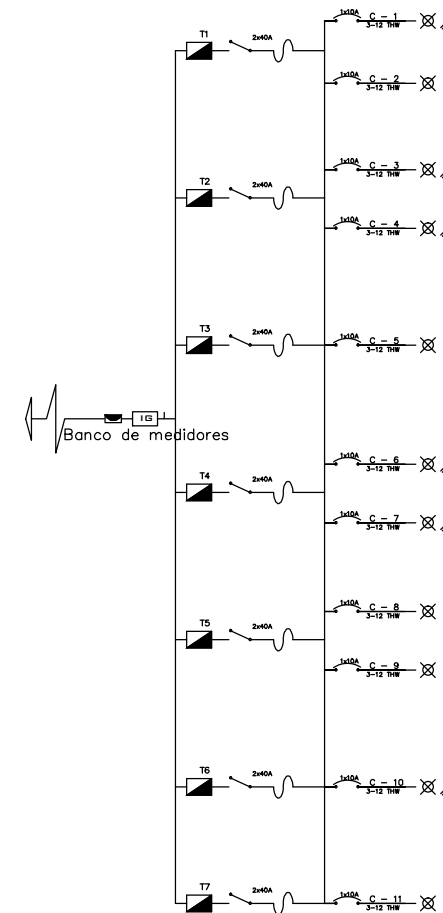 T1
2x40A
1x10A
C - 1
3-12 THW
1x10A
C - 2
3-12 THW
T2
2x40A
1x10A
C - 3
3-12 THW
1x10A
C - 4
3-12 THW
T3
2x40A
1x10A
C - 5
3-12 THW
IG
Banco de medidores
T4
2x40A
1x10A
C - 6
3-12 THW
1x10A
C - 7
3-12 THW
T5
2x40A
1x10A
C - 8
3-12 THW
1x10A
C - 9
3-12 THW
T6
2x40A
1x10A
C - 10
3-12 THW
T7
2x40A
1x10A
C - 11
3-12 THW